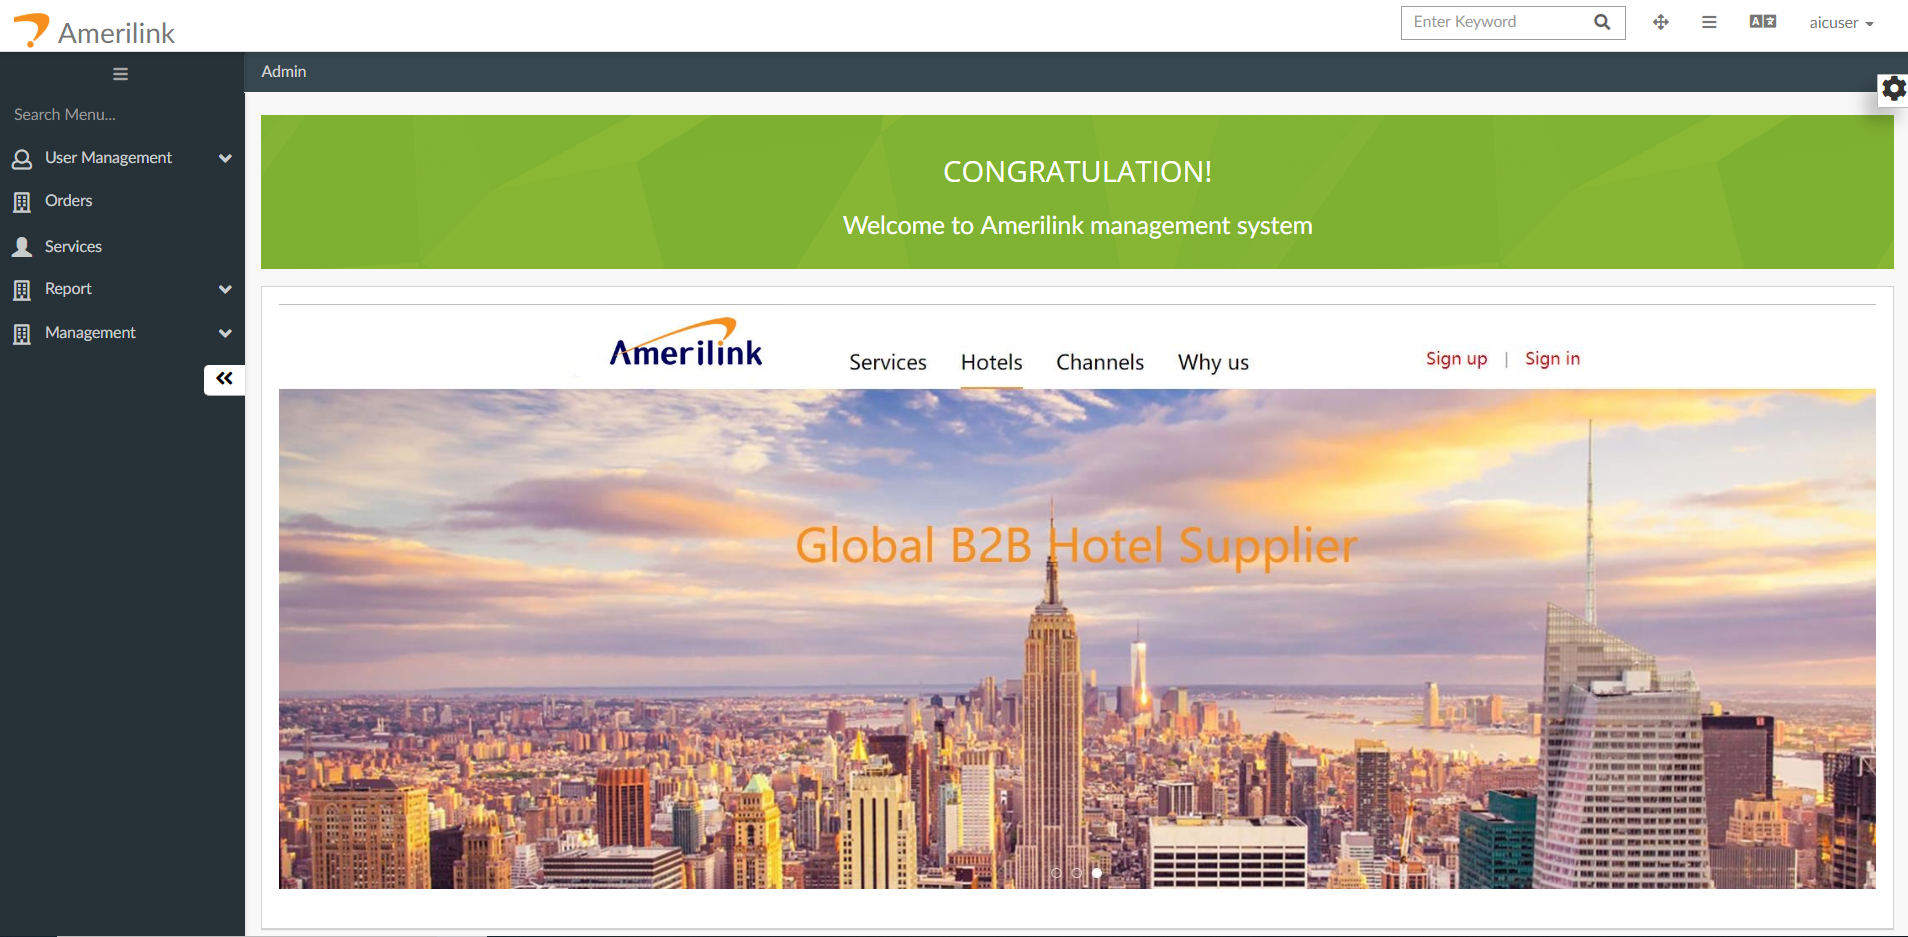 Amerilink
Enter Keyword
aicuser
Admin
Search Menu...
User Management
Orders
Services
Report
Management
CONGRATULATION!
Welcome to Amerilink management system
Amerilink
Services Hotels Channels Why us
Sign up | Sign in
Global B2B Hotel Supplier